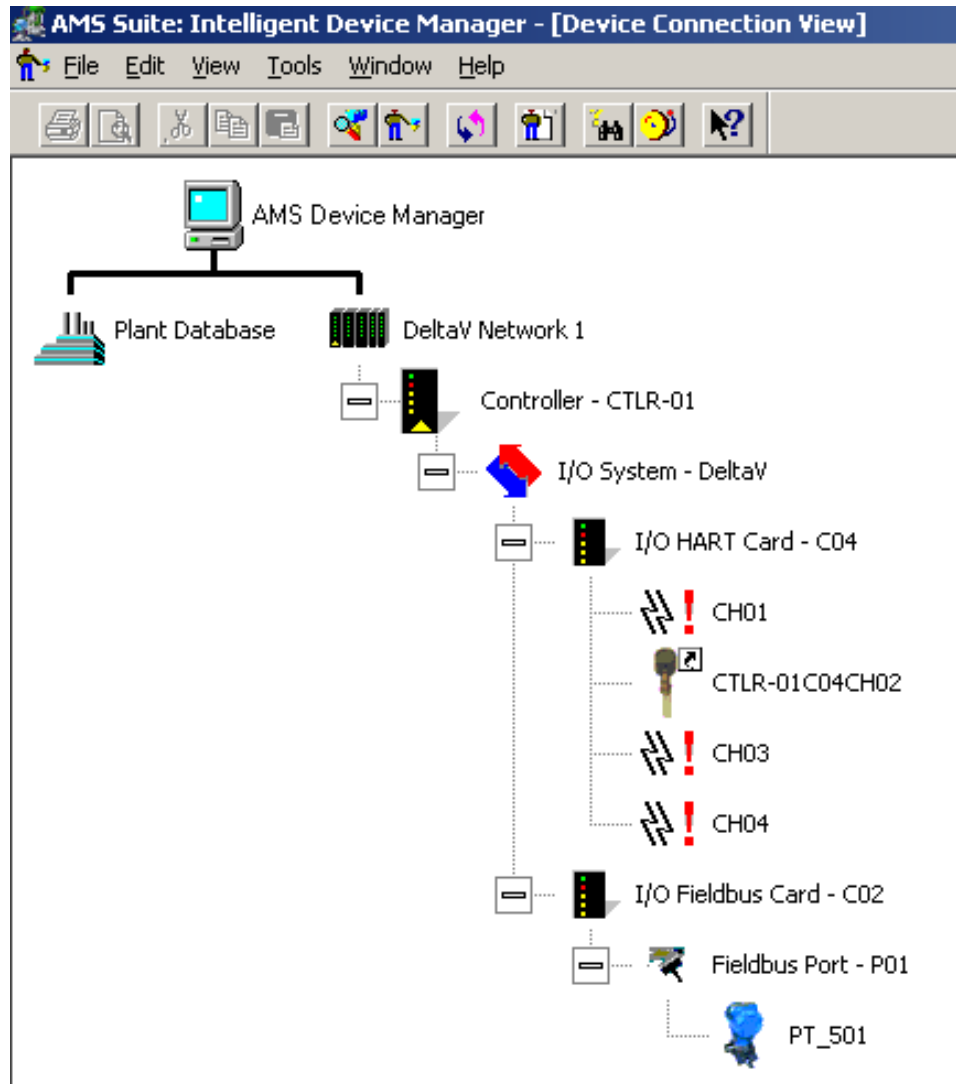 AMS Suite: Intelligent Device Manager - [Device Connection View]
File Edit View Tools Window Help
AMS Device Manager
Plant Database DeltaV Network 1
Controller - CTLR-01
I/O System - DeltaV
I/O HART Card - C04
CH01
CTLR-01C04CH02
CH03
CH04
I/O Fieldbus Card - C02
Fieldbus Port - P01
PT_501